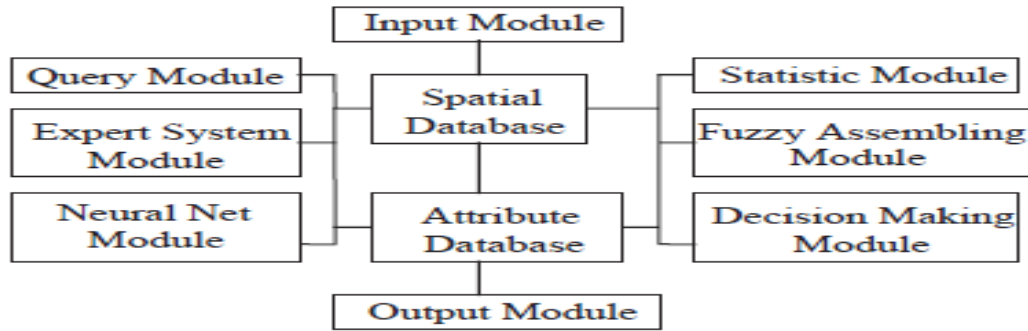 Input Module
Query Module
Spatial
Database
Statistic Module
Expert System
Module
Fuzzy Assembling
Module
Neural Net
Module
Attribute
Database
Decision Making
Module
Output Module